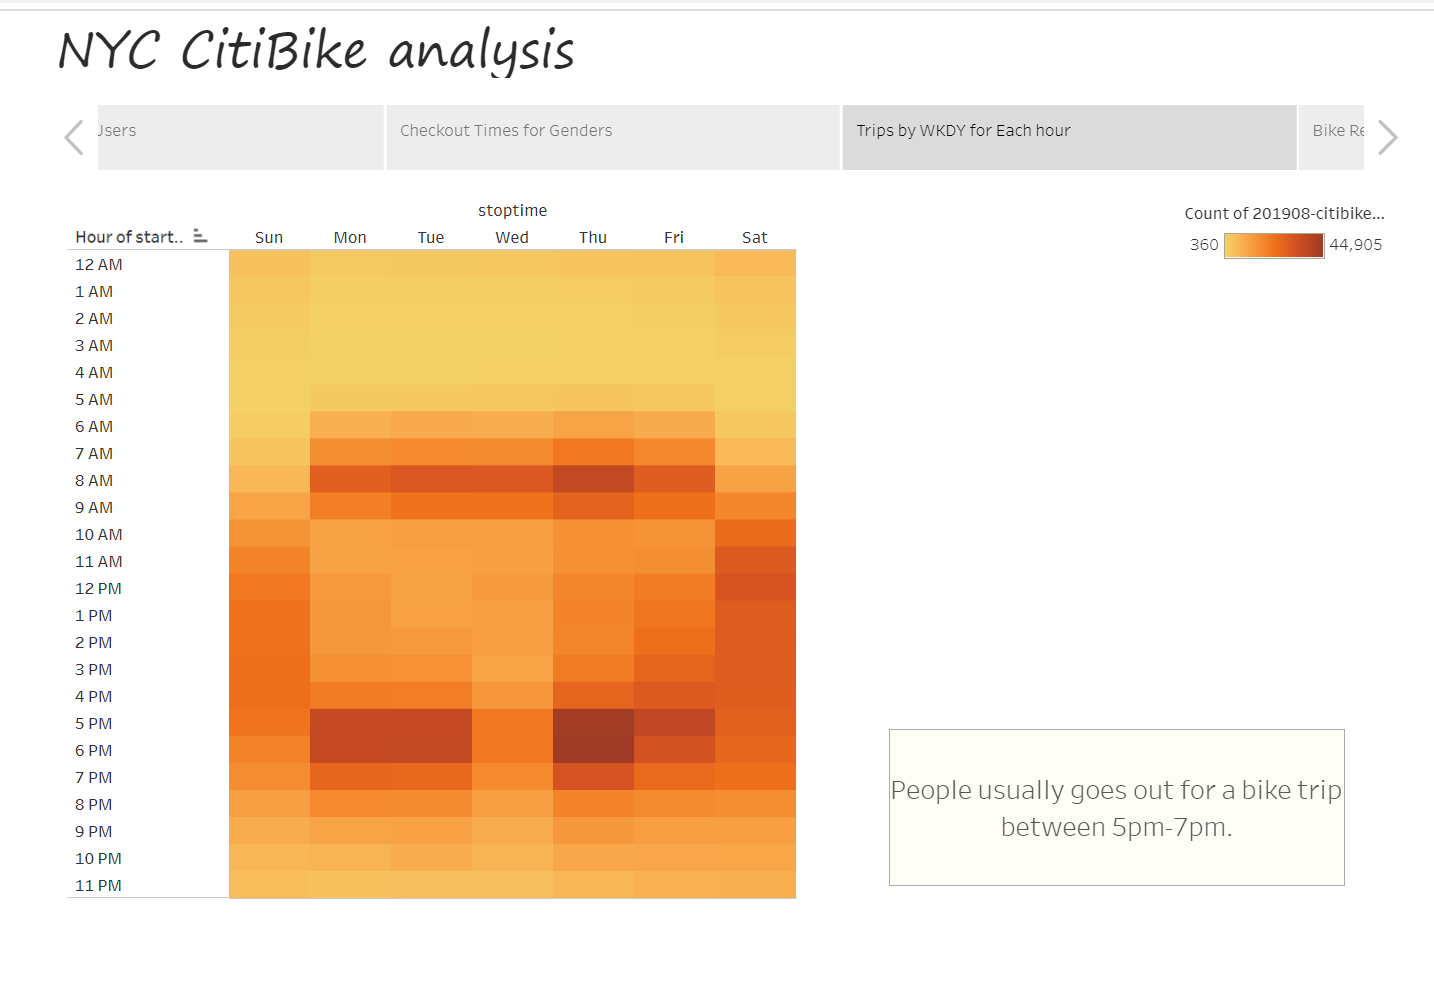 NYC CitiBike analysis
Users
Checkout Times for Genders
Trips by WKDY for Each hour
Bike Re
stoptime
Count of 201908-citibike...
Hour of start..
Sun Mon Tue Wed Thu Fri Sat
360 44,905
12 AM
1 AM
2 AM
3 AM
4 AM
5 AM
6 AM
7 AM
8 AM
9 AM
10 AM
11 AM
12 PM
1 PM
2 PM
3 PM
4 PM
5 PM
6 PM
7 PM
8 PM
9 PM
10 PM
11 PM
People usually goes out for a bike trip
between 5pm-7pm.